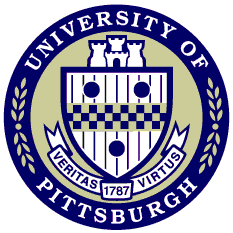 UNIVERSITY OF
VERITAS 1787 VIRTUS
PITTSBURGH